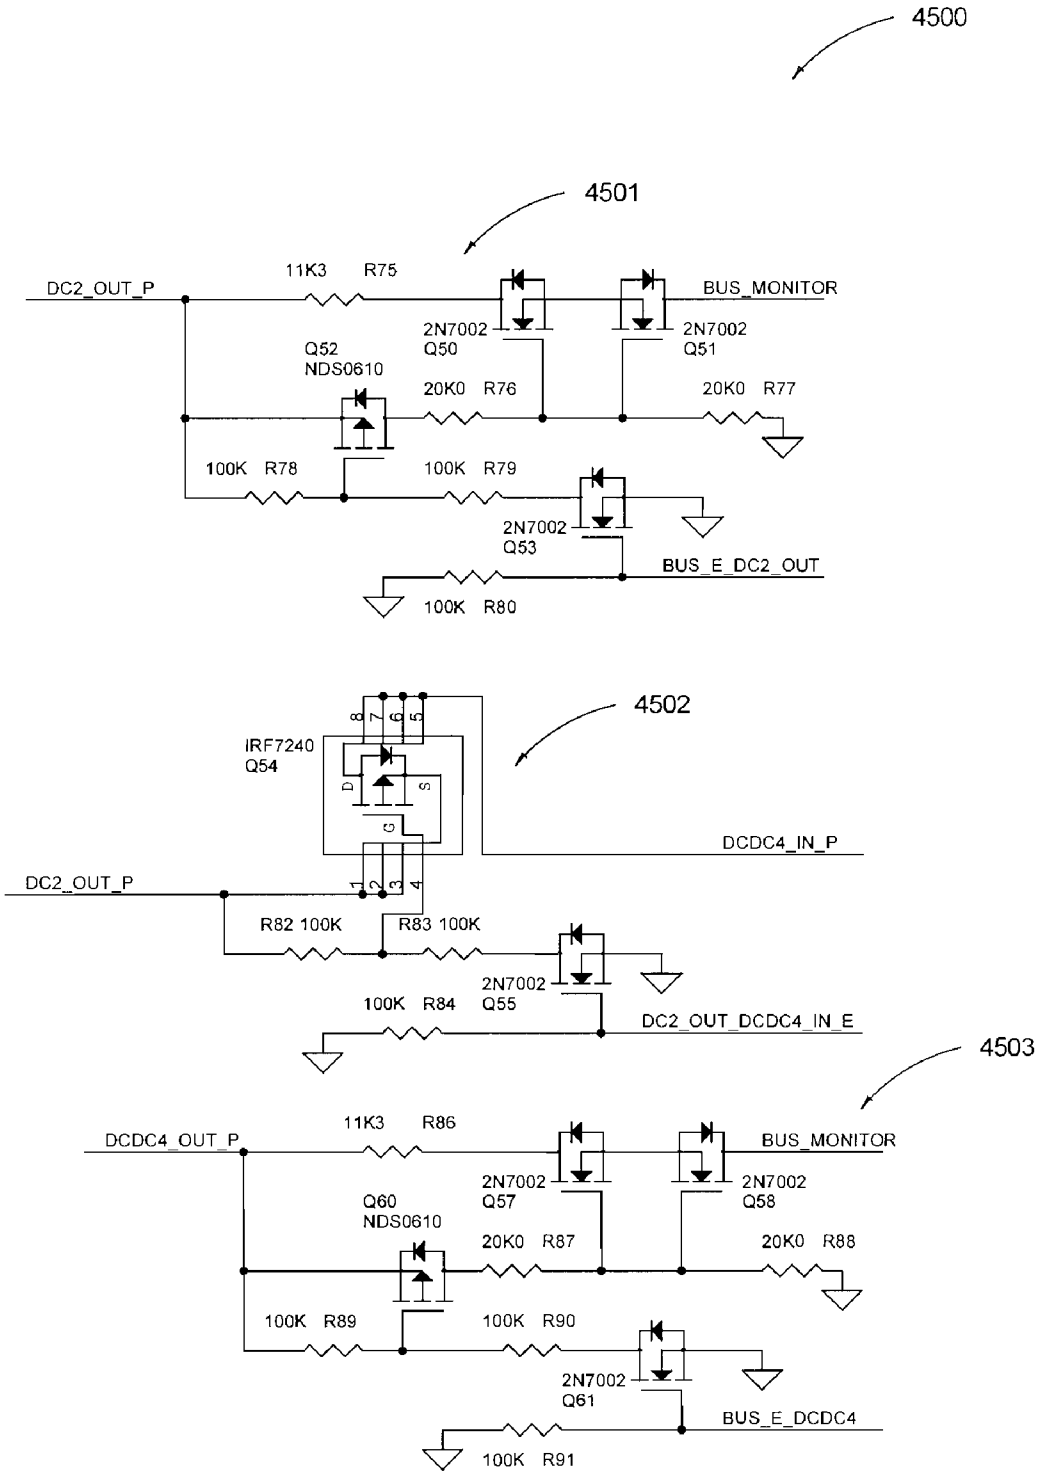 4500
4501
11K3 R75
DC2_OUT_P
BUS_MONITOR
2N7002
Q50
2N7002
Q51
Q52
NDS0610
20K0 R76
20K0 R77
100K R78
100K R79
2N7002
Q53
BUS_E_DC2_OUT
100K R80
4502
8
7
6
5
IRF7240
Q54
D
S
G
DCDC4_IN_P
1
2
3
4
DC2_OUT_P
R82 100K
R83 100K
2N7002
Q55
100K R84
DC2_OUT_DCDC4_IN_E
4503
11K3 R86
DCDC4_OUT_P
BUS_MONITOR
2N7002
Q57
2N7002
Q58
Q60
NDS0610
20K0 R87
20K0 R88
100K R89
100K R90
2N7002
Q61
BUS_E_DCDC4
100K R91